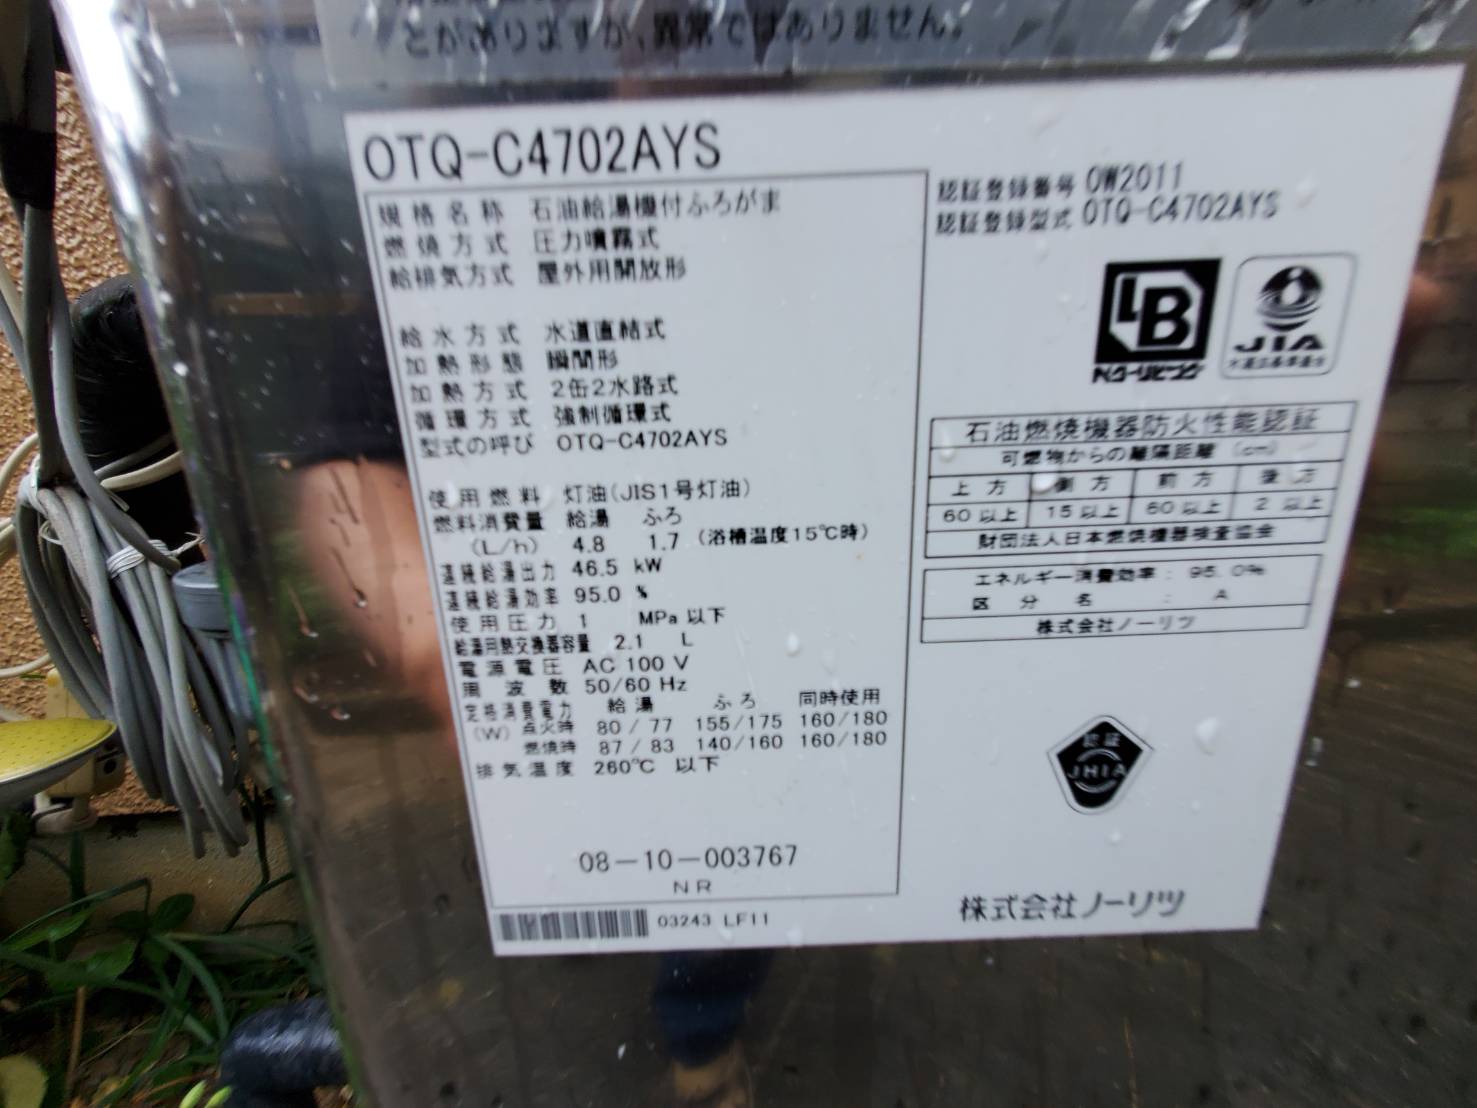 とがありますが、異常ではありません。
OTQ-C4702AYS
規格名称 石油給湯機付ふろがま
燃焼方式 圧力噴霧式
給排気方式 屋外用開放形
給水方式 水道直結式
加熱形態 瞬間形
加熱方式 2缶2水路式
循環方式 強制循環式
型式の呼び OTQ-C4702AYS
使用燃料 灯油(JIS1号灯油)
燃料消費量 給湯 ふろ
(L/h) 4.8 1.7 (浴槽温度15℃時)
連続給湯出力 46.5 kW
連続給湯効率 95.0 %
使用圧力 1 MPa 以下
給湯用熱交換器容量 2.1 L
電源電圧 AC 100 V
周波数 50/60 Hz
定格消費電力 給湯 ふろ 同時使用
(W) 点火時 80 / 77 155/175 160/180
燃焼時 87 / 83 140/160 160/180
排気温度 260℃ 以下
08-10-003767
NR
03243 LF11
認証登録番号 OW2011
認証登録型式 OTQ-C4702AYS
LB
JIA
石油燃焼機器防火性能認証
可燃物からの離隔距離 (cm)
上方 側方 前方 後方
60以上 15以上 60以上 2以上
財団法人日本燃焼機器検査協会
エネルギー消費効率 : 95.0%
区分名 : A
株式会社ノーリツ
認証
JHIA
株式会社ノーリツ